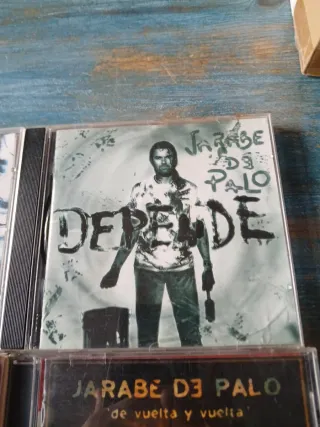 JARABE
DE
PALO
DEPENDE
JARABE DE PALO
"de vuelta y vuelta"